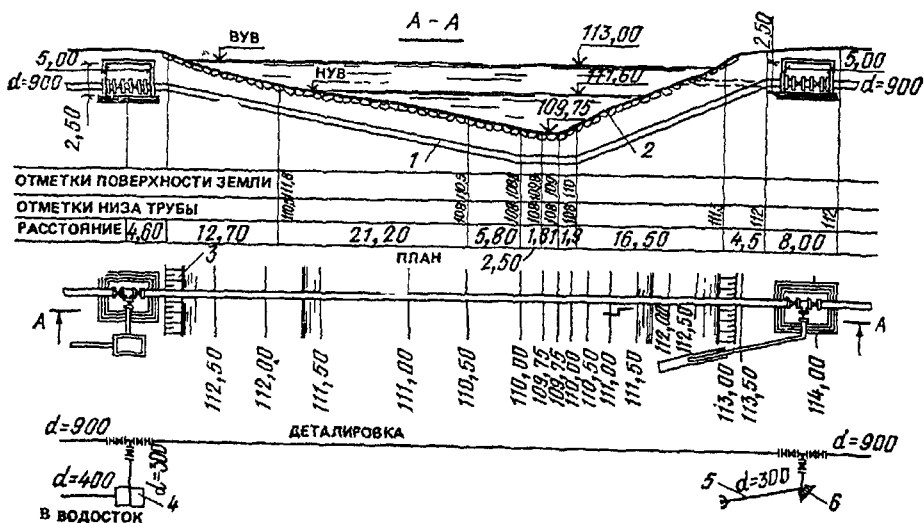 А - А
ВУВ
НУВ
113,00
111,60
109,75
5,00
d=900
2,50
2,50
5,00
d=900
1
2
ОТМЕТКИ ПОВЕРХНОСТИ ЗЕМЛИ
ОТМЕТКИ НИЗА ТРУБЫ
112
112
РАССТОЯНИЕ 4,60 12,70 21,20 5,80 1,81 1,9 16,50 4,5 8,00
2,50
3
ПЛАН
А
А
112,50 112,00 111,50 111,00 110,50 110,00 109,75 109,75 110,00 110,50 111,00 111,50 112,00 112,50 113,00 113,50 114,00
d=900
ДЕТАЛИРОВКА
d=900
d=300
d=400
4
5
d=300
6
В ВОДОСТОК